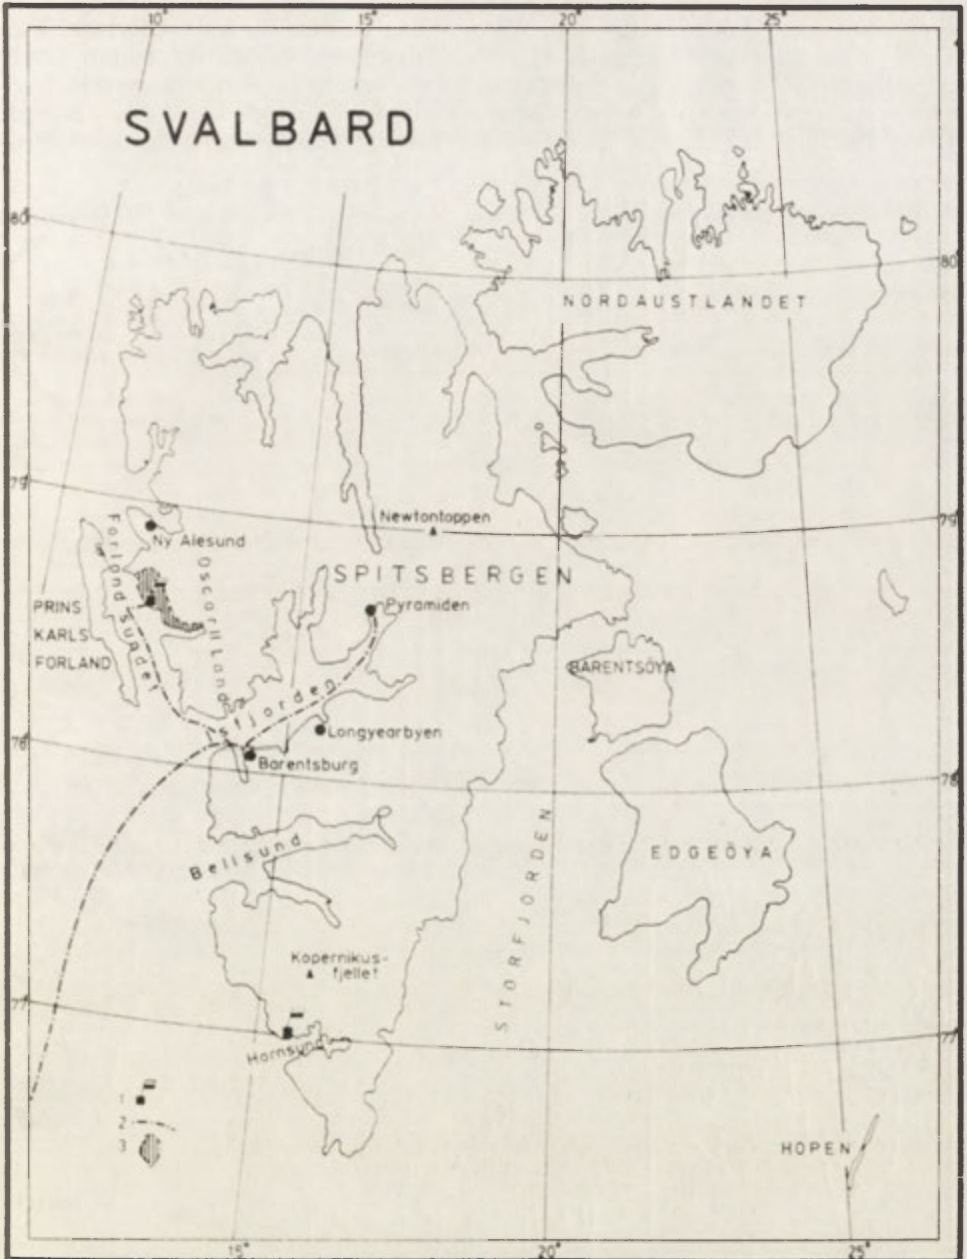 10° 15° 20° 25°
SVALBARD
80
80
NORDAUSTLANDET
79
79
Newtontoppen
Ny Alesund
Forlandsundet
Oscar II Land
SPITSBERGEN
PRINS
KARLS
FORLAND
Pyramiden
BARENTSÖYA
Isfjorden
Longyearbyen
Barentsburg
78
78
Bellsund
EDGEÖYA
STORFJORDEN
Kopernikus-
fjellet
77
77
Hornsund
1
2
3
HOPEN
15° 20° 25°